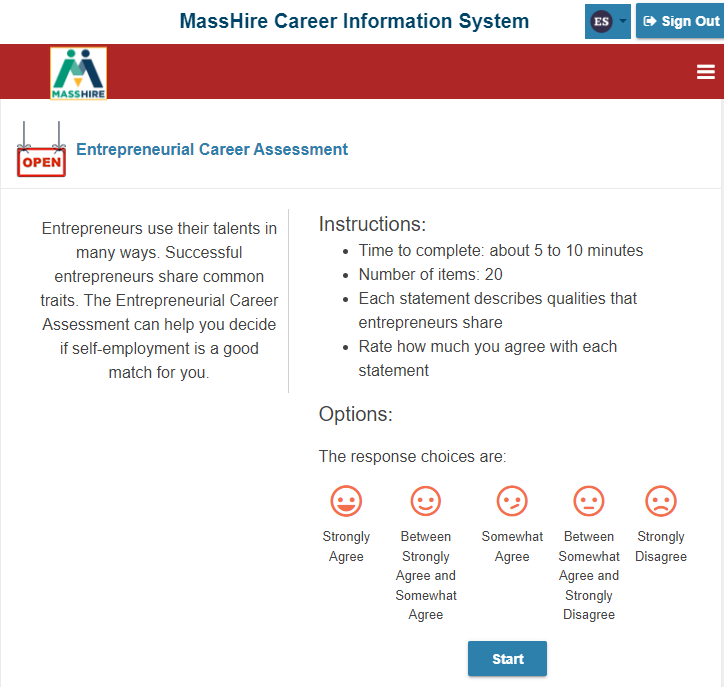 MassHire Career Information System
ES
Sign Out
MASSHIRE
OPEN
Entrepreneurial Career Assessment
Entrepreneurs use their talents in
many ways. Successful
entrepreneurs share common
traits. The Entrepreneurial Career
Assessment can help you decide
if self-employment is a good
match for you.
Instructions:
• Time to complete: about 5 to 10 minutes
• Number of items: 20
• Each statement describes qualities that
entrepreneurs share
• Rate how much you agree with each
statement
Options:
The response choices are:
Strongly
Agree
Between
Strongly
Agree and
Somewhat
Agree
Somewhat
Agree
Between
Somewhat
Agree and
Strongly
Disagree
Strongly
Disagree
Start